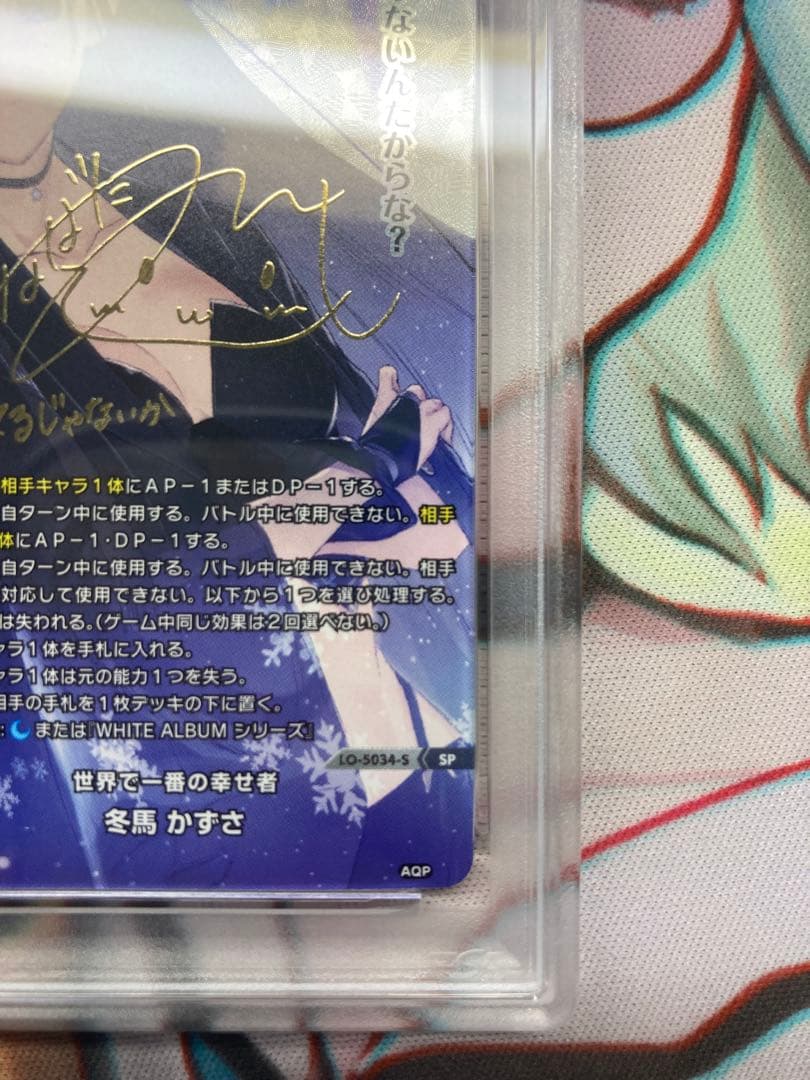 ないんだからな?
てるじゃないか
相手キャラ1体にAP-1またはDP-1する。
自ターン中に使用する。バトル中に使用できない。相手
体にAP-1・DP-1する。
自ターン中に使用する。バトル中に使用できない。相手
対応して使用できない。以下から1つを選び処理する。
は失われる。(ゲーム中同じ効果は2回選べない。)
ャラ1体を手札に入れる。
ャラ1体は元の能力1つを失う。
相手の手札を1枚デッキの下に置く。
: または『WHITE ALBUM シリーズ』
LO-5034-S SP
世界で一番の幸せ者
冬馬 かずさ
AQP